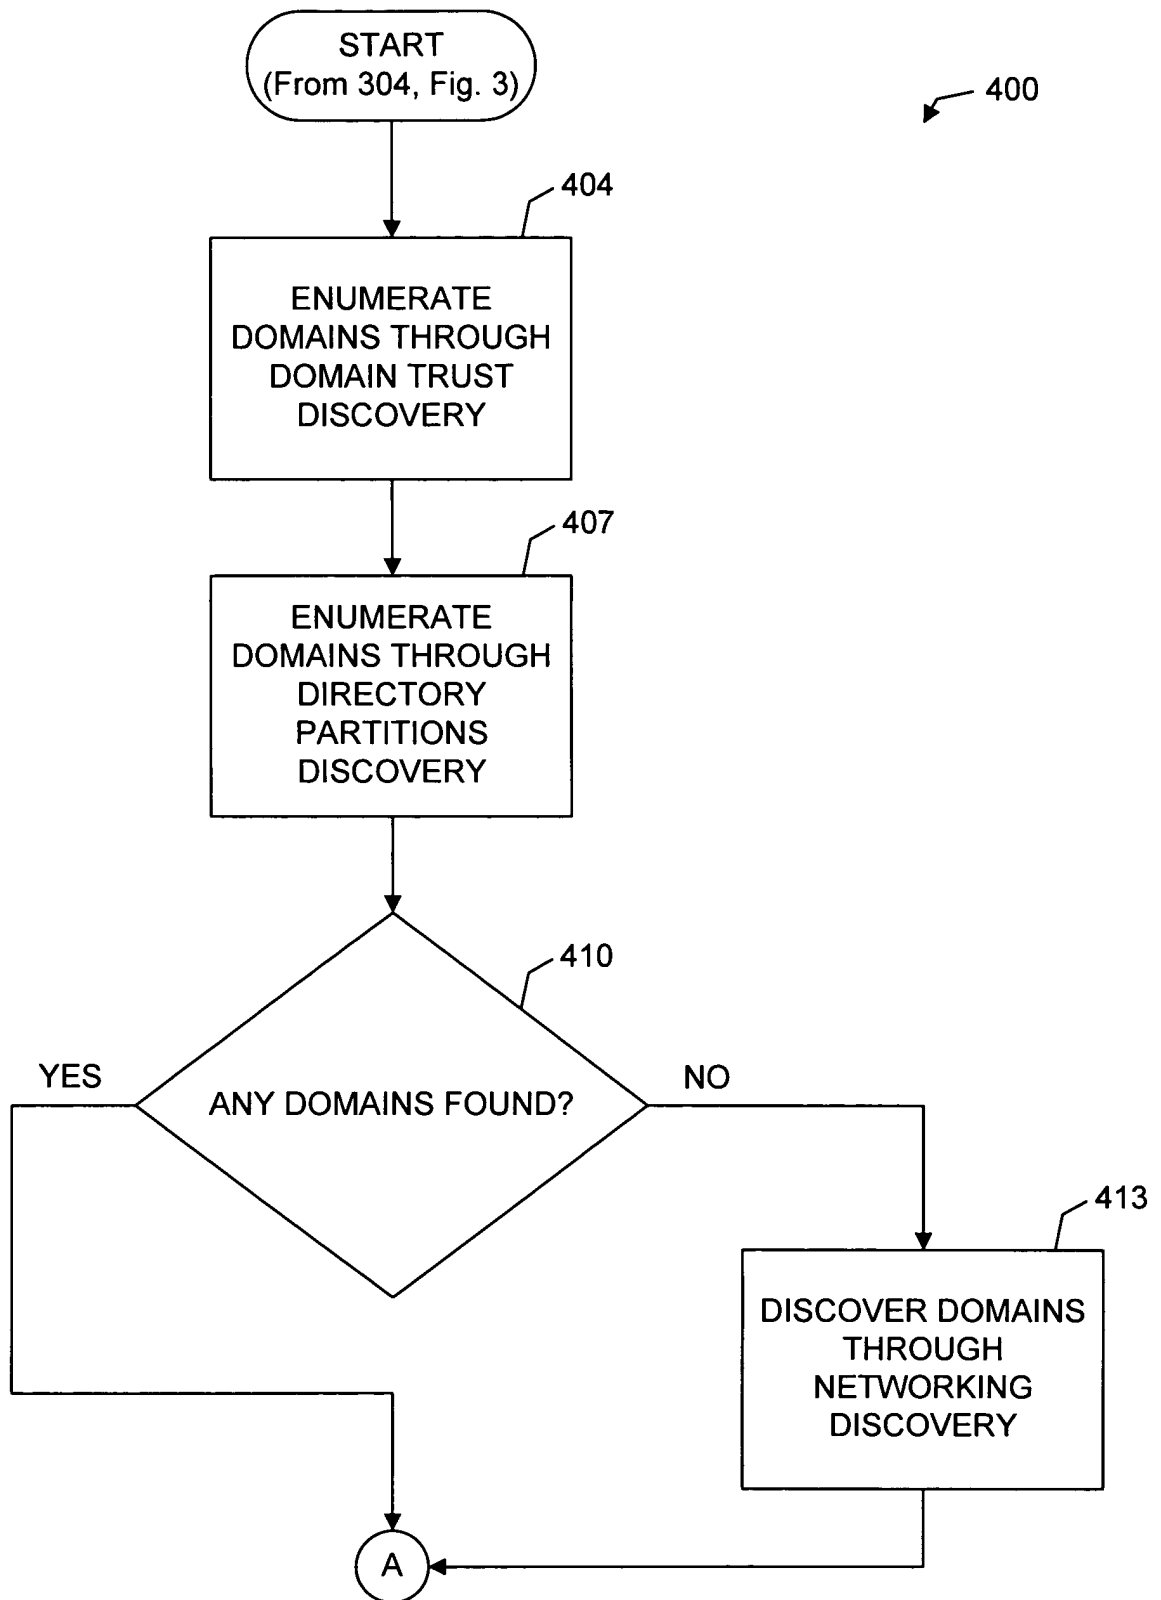 START
(From 304, Fig. 3)
400
404
ENUMERATE
DOMAINS THROUGH
DOMAIN TRUST
DISCOVERY
407
ENUMERATE
DOMAINS THROUGH
DIRECTORY
PARTITIONS
DISCOVERY
410
YES
ANY DOMAINS FOUND?
NO
413
DISCOVER DOMAINS
THROUGH
NETWORKING
DISCOVERY
A